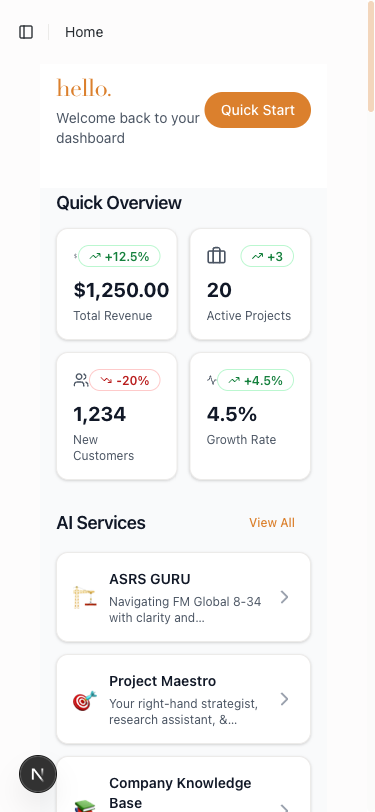 Home
hello.
Welcome back to your
dashboard
Quick Start
Quick Overview
+12.5%
$1,250.00
Total Revenue
+3
20
Active Projects
-20%
1,234
New
Customers
+4.5%
4.5%
Growth Rate
AI Services
View All
ASRS GURU
Navigating FM Global 8-34
with clarity and...
Project Maestro
Your right-hand strategist,
research assistant, &...
Company Knowledge
Base
N